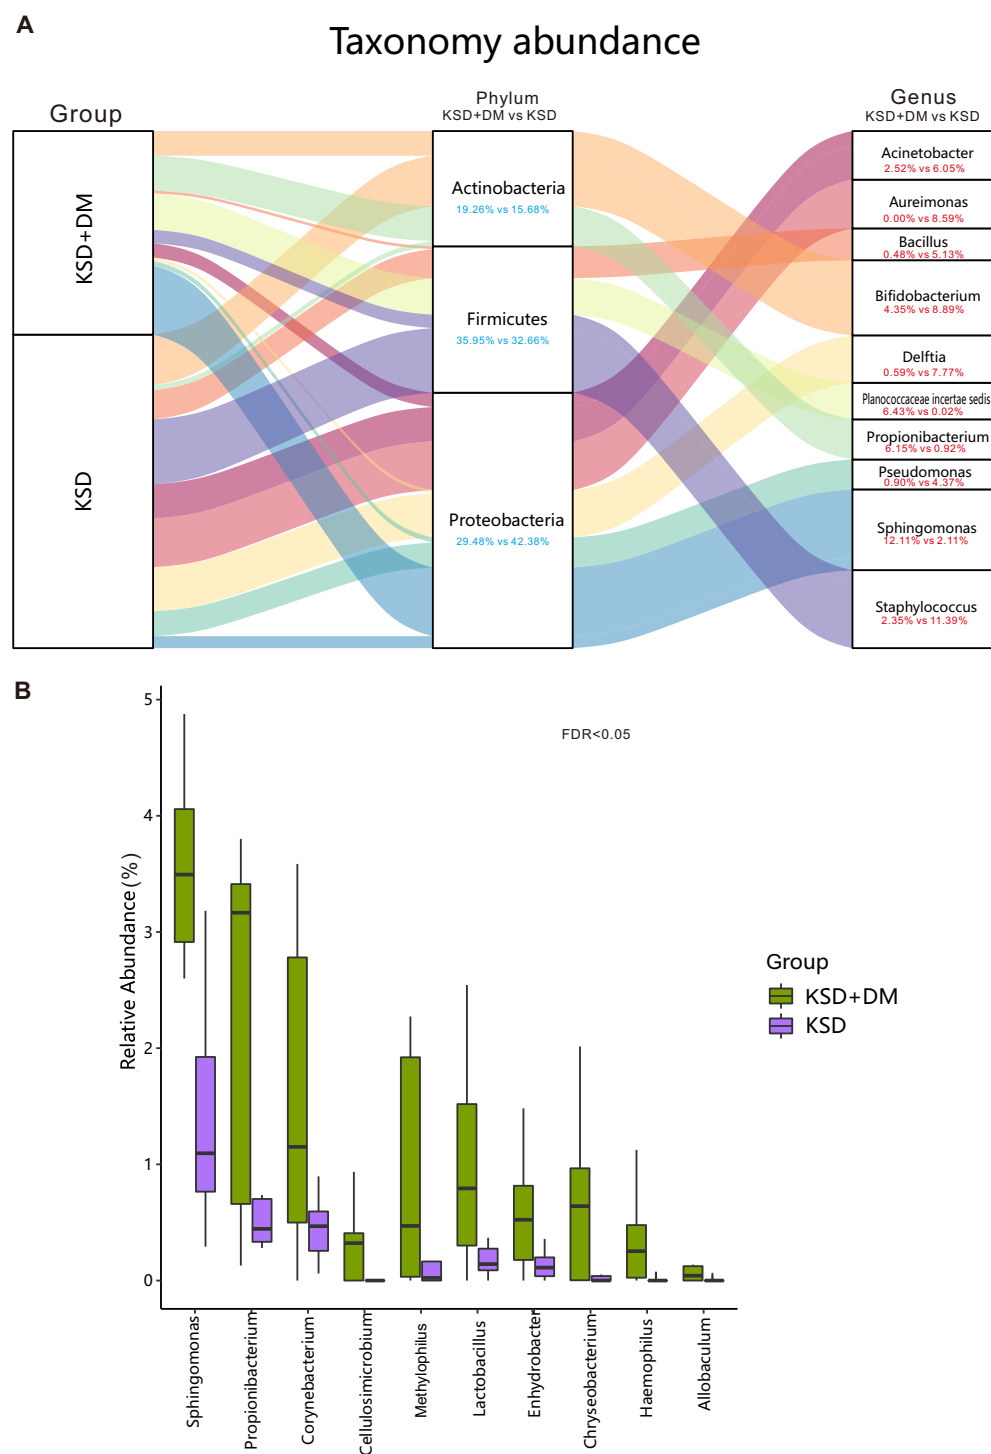 A
Taxonomy abundance
Group
Phylum
KSD+DM vs KSD
Genus
KSD+DM vs KSD
KSD+DM
KSD
Actinobacteria
19.26% vs 15.68%
Firmicutes
35.95% vs 32.66%
Proteobacteria
29.48% vs 42.38%
Acinetobacter
2.52% vs 6.05%
Aureimonas
0.00% vs 8.59%
Bacillus
0.48% vs 5.13%
Bifidobacterium
4.35% vs 8.89%
Delftia
0.59% vs 7.77%
Planococcaceae incertae sedis
6.43% vs 0.02%
Propionibacterium
6.15% vs 0.92%
Pseudomonas
0.90% vs 4.37%
Sphingomonas
12.11% vs 2.11%
Staphylococcus
2.35% vs 11.39%
B
FDR<0.05
Relative Abundance(%)
5
4
3
2
1
0
Group
KSD+DM
KSD
Sphingomonas
Propionibacterium
Corynebacterium
Cellulosimicrobium
Methylophilus
Lactobacillus
Enhydrobacter
Chryseobacterium
Haemophilus
Allobaculum